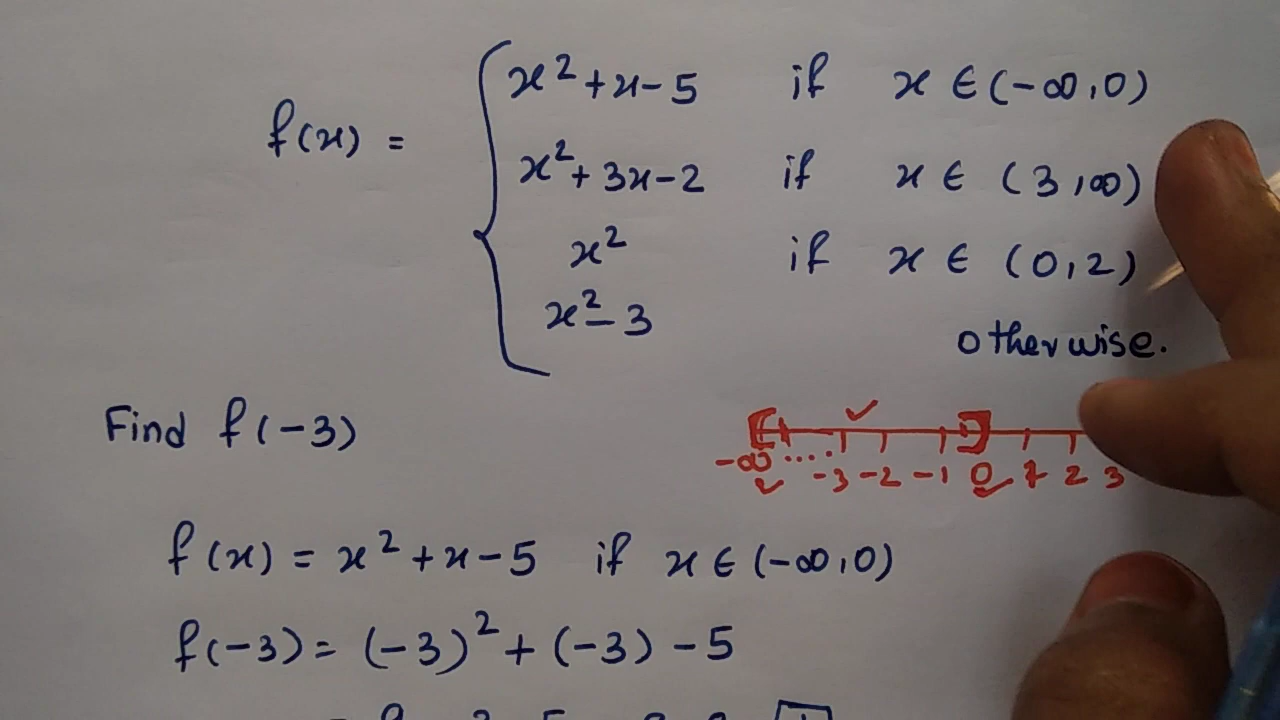 f(x) =
x² + x - 5 if x ∈ (-∞, 0)
x² + 3x - 2 if x ∈ (3, ∞)
x² if x ∈ (0, 2)
x² - 3 otherwise.
Find f(-3)
-∞ .... -3 -2 -1 0 1 2 3
f(x) = x² + x - 5 if x ∈ (-∞, 0)
f(-3) = (-3)² + (-3) - 5